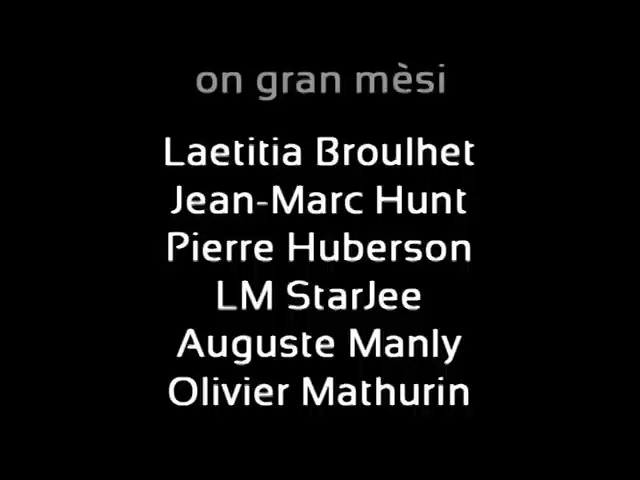 on gran mèsi
Laetitia Broulhet
Jean-Marc Hunt
Pierre Huberson
LM StarJee
Auguste Manly
Olivier Mathurin